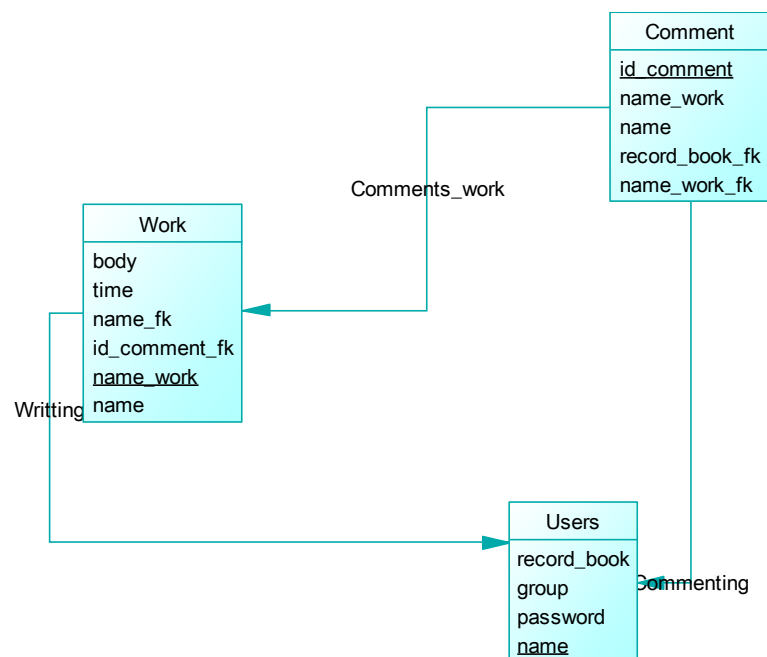 Comment
id_comment
name_work
name
record_book_fk
name_work_fk
Comments_work
Work
body
time
name_fk
id_comment_fk
name_work
name
Writting
Users
record_book
group
password
name
Commenting